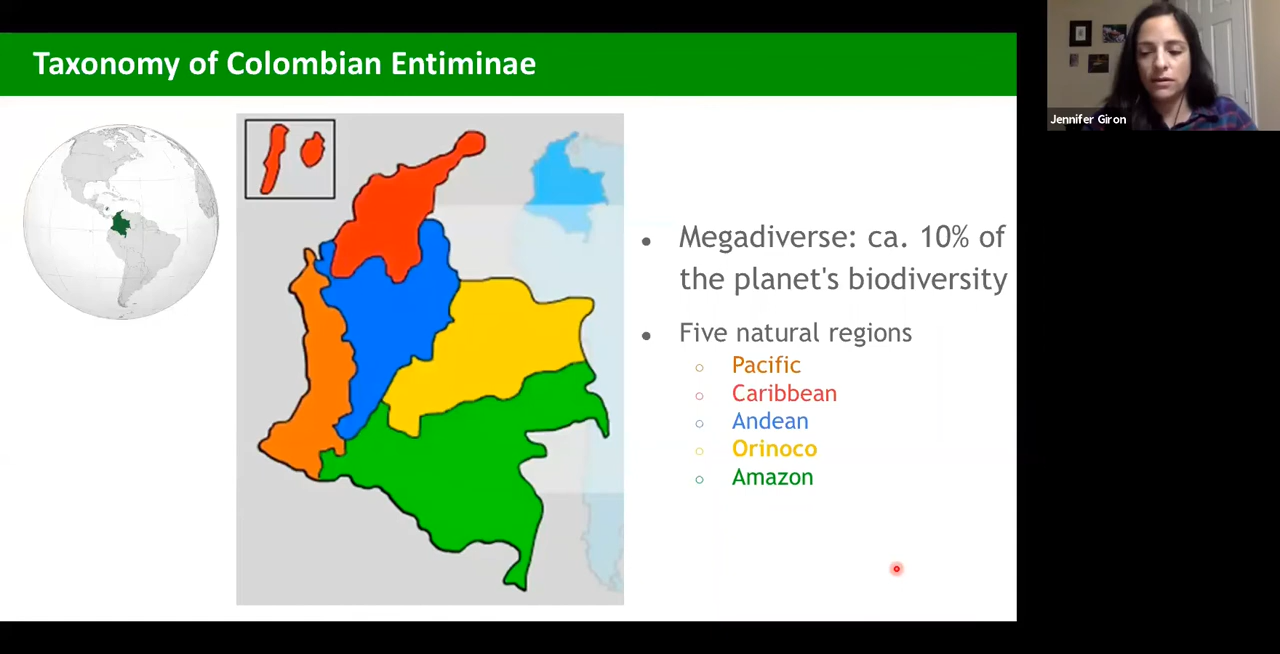 Taxonomy of Colombian Entiminae
Jennifer Giron
Megadiverse: ca. 10% of
the planet's biodiversity
Five natural regions
Pacific
Caribbean
Andean
Orinoco
Amazon